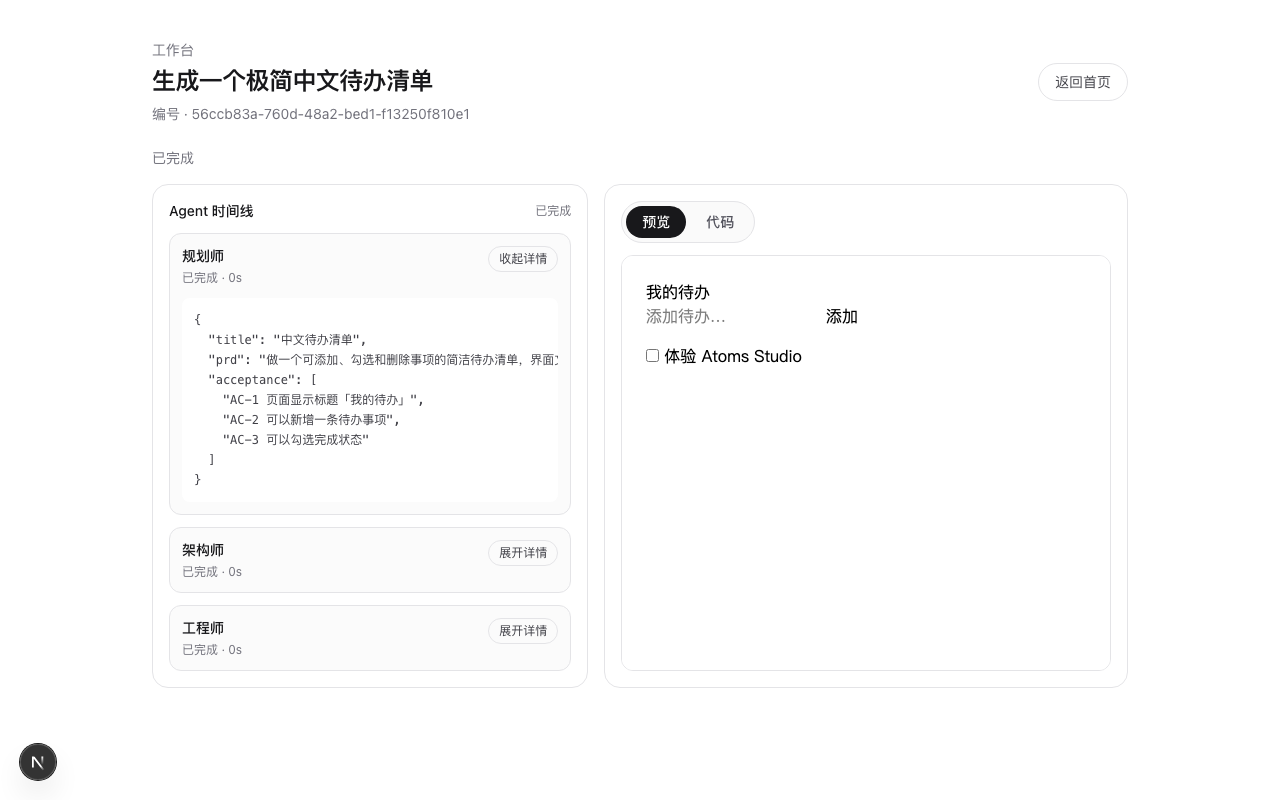 工作台
生成一个极简中文待办清单
编号 · 56ccb83a-760d-48a2-bed1-f13250f810e1
返回首页
已完成
Agent 时间线
已完成
规划师
已完成 · 0s
收起详情
{
"title": "中文待办清单",
"prd": "做一个可添加、勾选和删除事项的简洁待办清单，界面
"acceptance": [
"AC-1 页面显示标题「我的待办」",
"AC-2 可以新增一条待办事项",
"AC-3 可以勾选完成状态"
]
}
架构师
已完成 · 0s
展开详情
工程师
已完成 · 0s
展开详情
预览
代码
我的待办
添加待办…
添加
体验 Atoms Studio
N